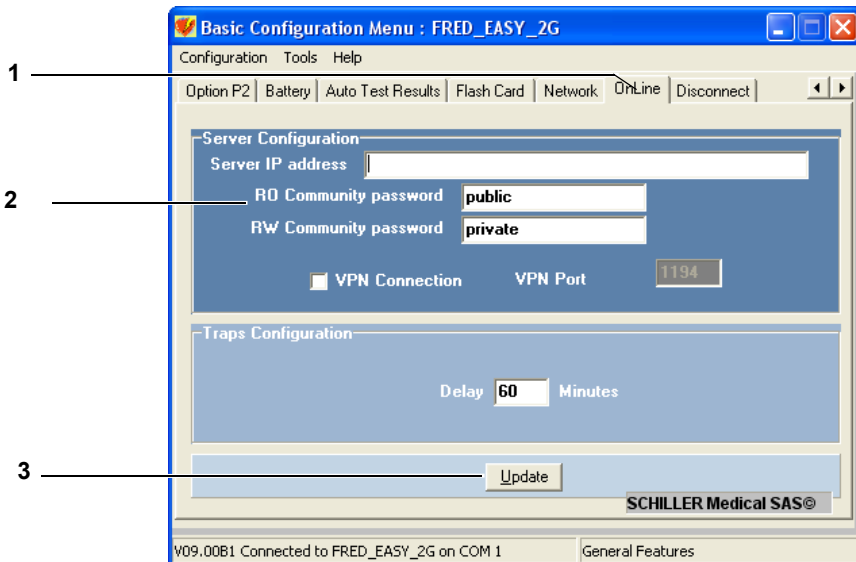 Basic Configuration Menu : FRED_EASY_2G
Configuration Tools Help
1
Option P2 Battery Auto Test Results Flash Card Network OnLine Disconnect
Server Configuration
Server IP address
2
RO Community password public
RW Community password private
VPN Connection VPN Port 1194
Traps Configuration
Delay 60 Minutes
3
Update
SCHILLER Medical SAS©
V09.00B1 Connected to FRED_EASY_2G on COM 1 General Features